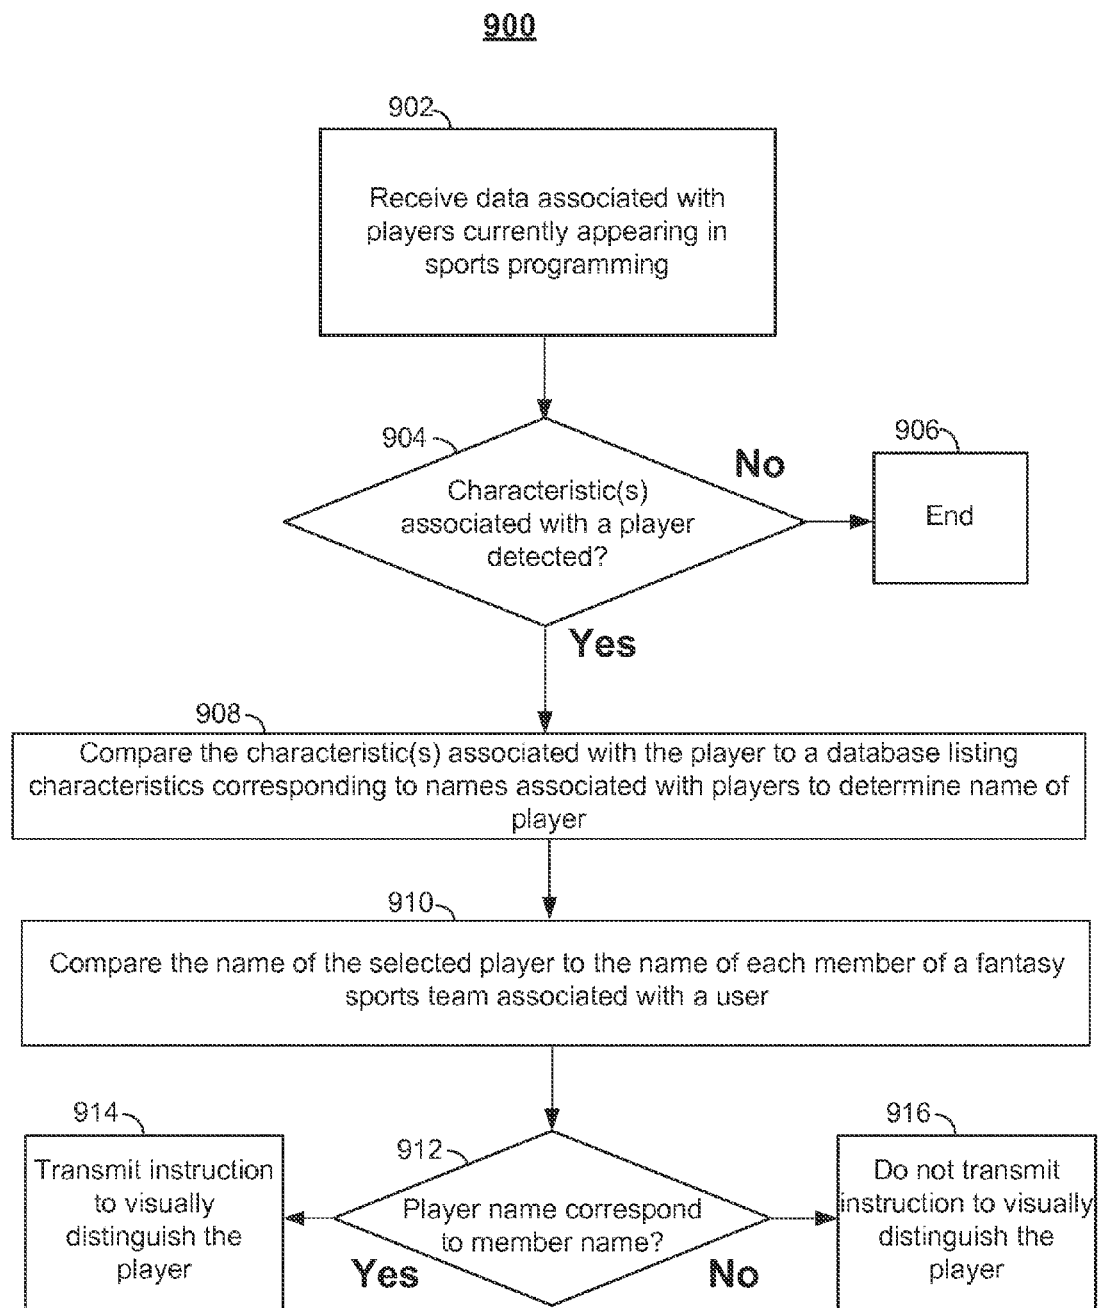 900
902
Receive data associated with
players currently appearing in
sports programming
904
Characteristic(s)
associated with a player
detected?
No
906
End
Yes
908
Compare the characteristic(s) associated with the player to a database listing
characteristics corresponding to names associated with players to determine name of
player
910
Compare the name of the selected player to the name of each member of a fantasy
sports team associated with a user
914
Transmit instruction
to visually
distinguish the
player
912
Player name correspond
to member name?
Yes
No
916
Do not transmit
instruction to visually
distinguish the
player